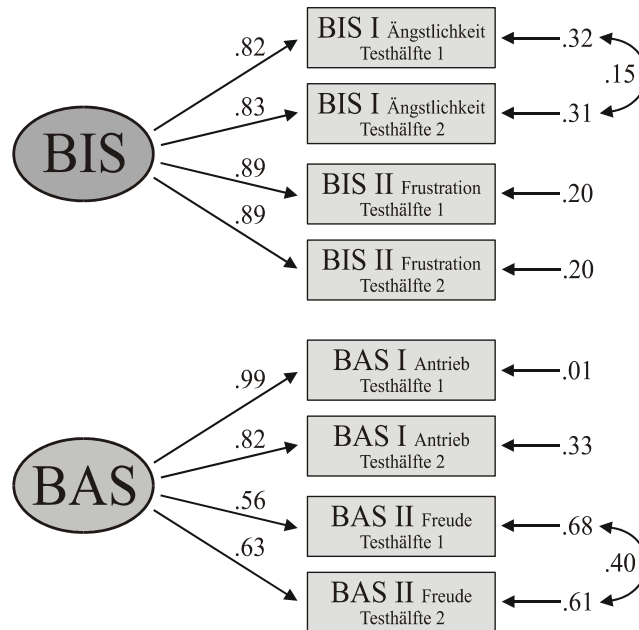 BIS
.82
BIS I Ängstlichkeit
Testhälfte 1
.32
.15
.83
BIS I Ängstlichkeit
Testhälfte 2
.31
.89
BIS II Frustration
Testhälfte 1
.20
.89
BIS II Frustration
Testhälfte 2
.20
BAS
.99
BAS I Antrieb
Testhälfte 1
.01
.82
BAS I Antrieb
Testhälfte 2
.33
.56
BAS II Freude
Testhälfte 1
.68
.40
.63
BAS II Freude
Testhälfte 2
.61